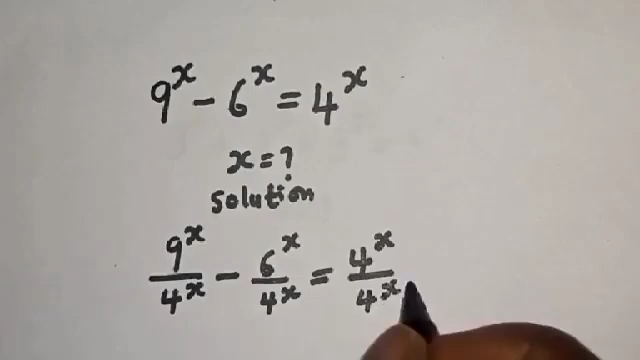 9^x - 6^x = 4^x
x = ?
Solution
9^x/4^x - 6^x/4^x = 4^x/4^x